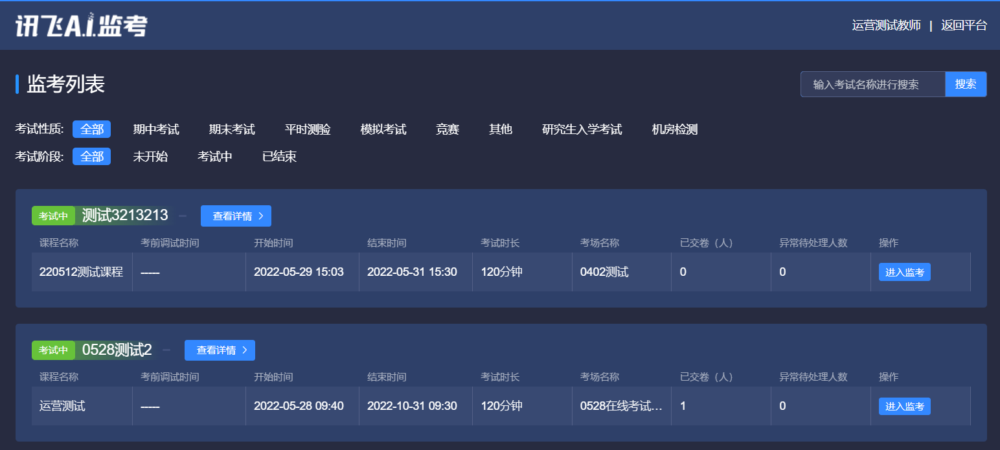 讯飞A.i.监考
运营测试教师 | 返回平台
监考列表
输入考试名称进行搜索 搜索
考试性质: 全部 期中考试 期末考试 平时测验 模拟考试 竞赛 其他 研究生入学考试 机房检测
考试阶段: 全部 未开始 考试中 已结束
考试中 测试3213213 – 查看详情 >
课程名称 考前调试时间 开始时间 结束时间 考试时长 考场名称 已交卷（人） 异常待处理人数 操作
220512测试课程 ----- 2022-05-29 15:03 2022-05-31 15:30 120分钟 0402测试 0 0 进入监考
考试中 0528测试2 – 查看详情 >
课程名称 考前调试时间 开始时间 结束时间 考试时长 考场名称 已交卷（人） 异常待处理人数 操作
运营测试 ----- 2022-05-28 09:40 2022-10-31 09:30 120分钟 0528在线考试... 1 0 进入监考